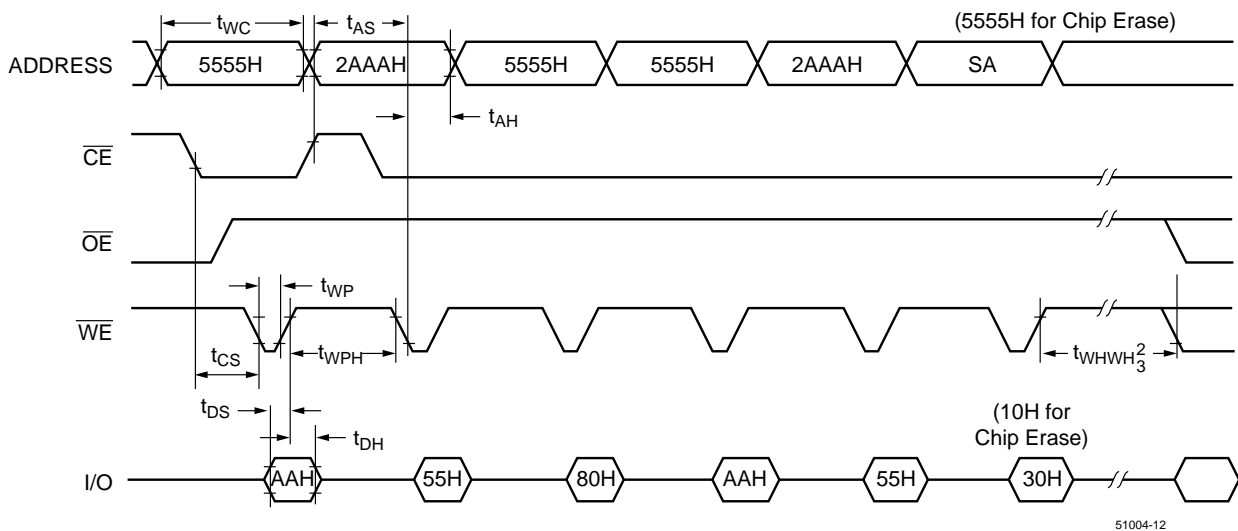 tWC
tAS
(5555H for Chip Erase)
ADDRESS
5555H
2AAAH
5555H
5555H
2AAAH
SA
tAH
CE
OE
tWP
WE
tCS
tWPH
tWHWH 2 3
tDS
tDH
(10H for
Chip Erase)
I/O
AAH
55H
80H
AAH
55H
30H
51004-12